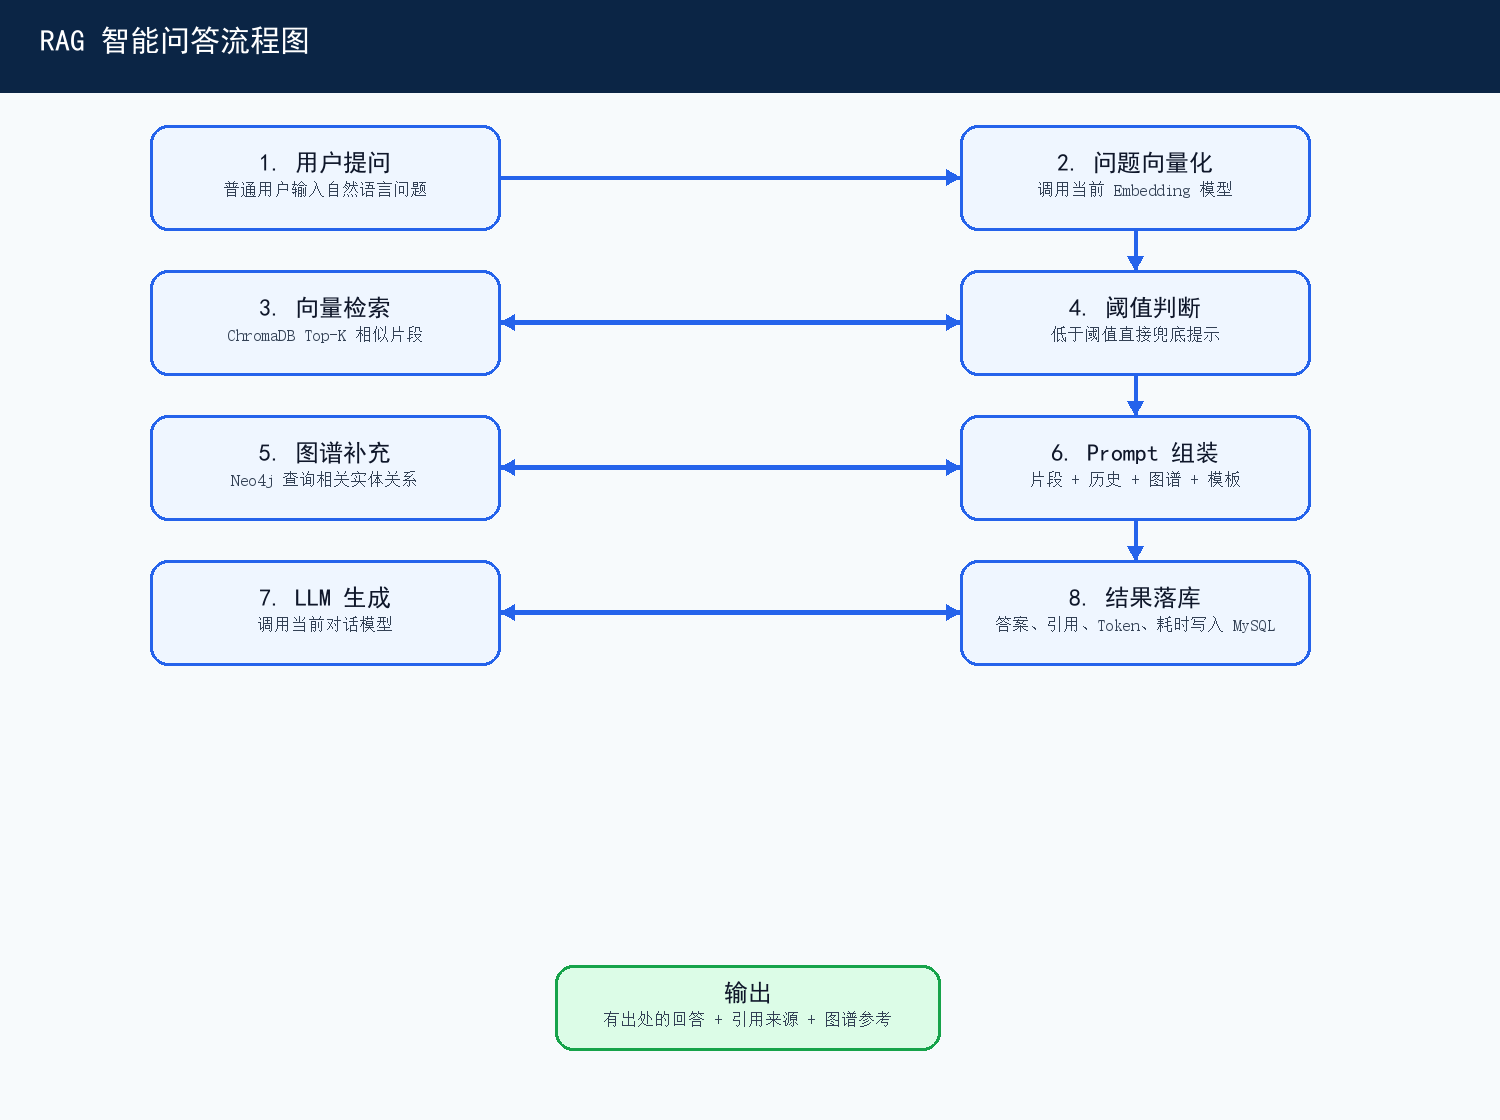 RAG 智能问答流程图
1. 用户提问
普通用户输入自然语言问题
2. 问题向量化
调用当前 Embedding 模型
3. 向量检索
ChromaDB Top-K 相似片段
4. 阈值判断
低于阈值直接兜底提示
5. 图谱补充
Neo4j 查询相关实体关系
6. Prompt 组装
片段 + 历史 + 图谱 + 模板
7. LLM 生成
调用当前对话模型
8. 结果落库
答案、引用、Token、耗时写入 MySQL
输出
有出处的回答 + 引用来源 + 图谱参考